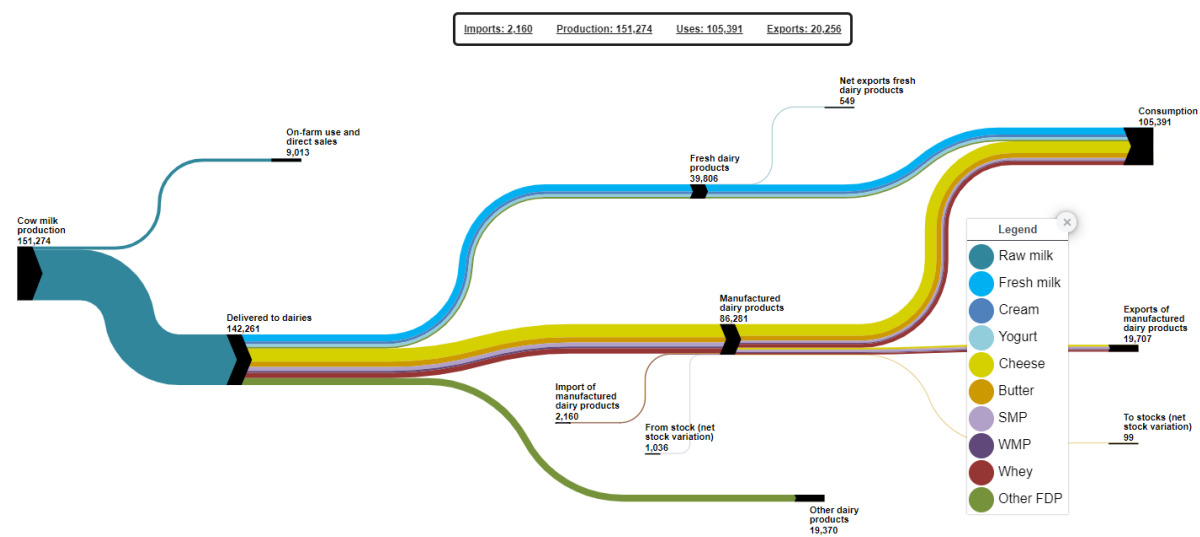 Imports: 2,160 Production: 151,274 Uses: 105,391 Exports: 20,256
Net exports fresh
dairy products
549
Consumption
105,391
On-farm use and
direct sales
9,013
Fresh dairy
products
39,806
Cow milk
production
151,274
Legend
×
Raw milk
Fresh milk
Cream
Yogurt
Cheese
Butter
SMP
WMP
Whey
Other FDP
Delivered to dairies
142,261
Manufactured
dairy products
86,281
Exports of
manufactured
dairy products
19,707
Import of
manufactured
dairy products
2,160
From stock (net
stock variation)
1,036
To stocks (net
stock variation)
99
Other dairy
products
19,370